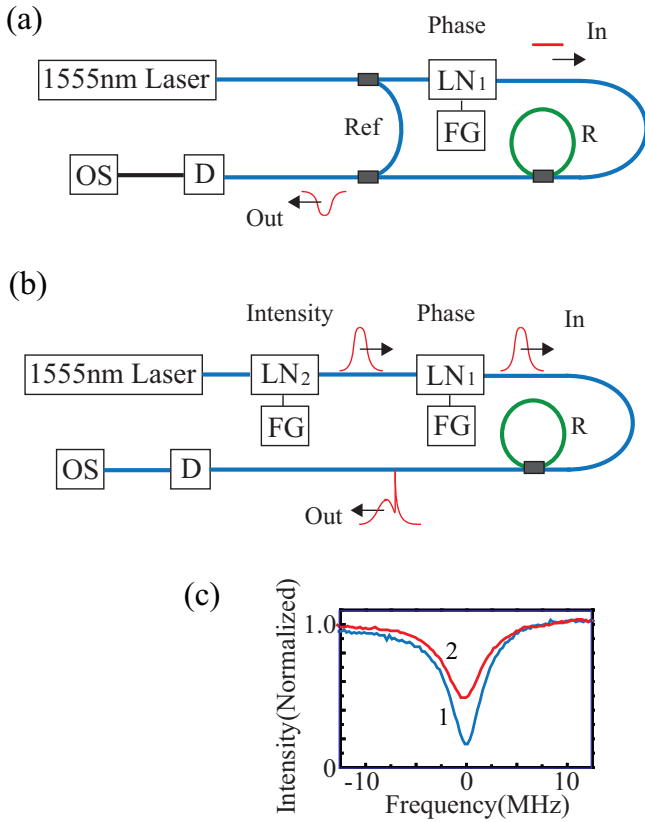 (a)
Phase
In
1555nm Laser
LN1
FG
Ref
R
OS
D
Out
(b)
Intensity
Phase
In
1555nm Laser
LN2
LN1
FG
FG
R
OS
D
Out
(c)
Intensity(Normalized)
1.0
2
1
0
-10
0
10
Frequency(MHz)